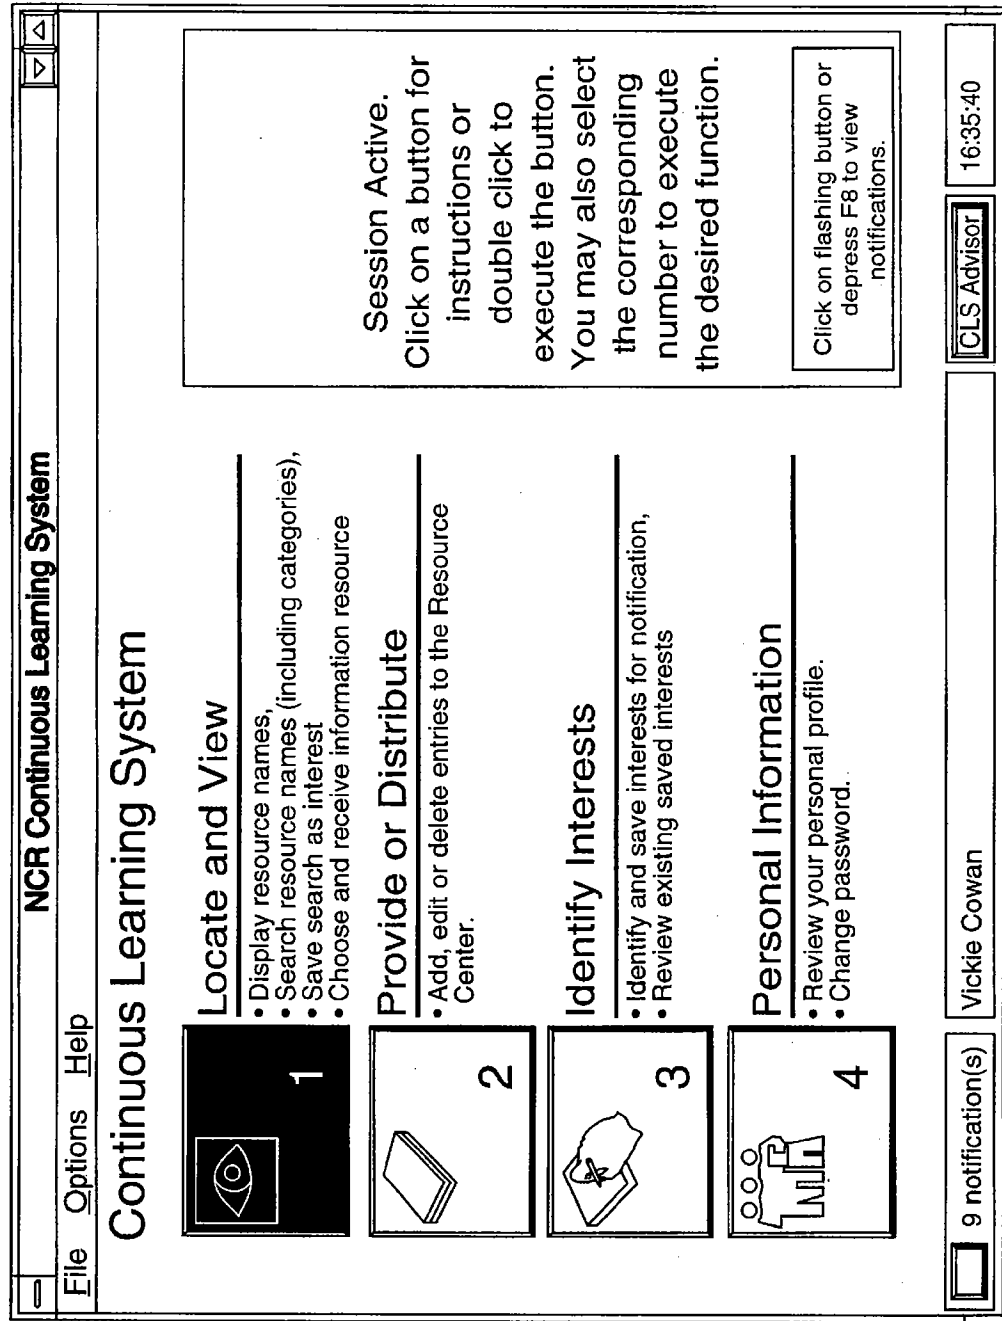 NCR Continuous Learning System
File Options Help
Continuous Learning System
1
Locate and View
• Display resource names,
• Search resource names (including categories),
• Save search as interest
• Choose and receive information resource
2
Provide or Distribute
• Add, edit or delete entries to the Resource
Center.
3
Identify Interests
• Identify and save interests for notification,
• Review existing saved interests
4
Personal Information
• Review your personal profile.
• Change password.
Session Active.
Click on a button for
instructions or
double click to
execute the button.
You may also select
the corresponding
number to execute
the desired function.
Click on flashing button or
depress F8 to view
notifications.
9 notification(s)
Vickie Cowan
CLS Advisor
16:35:40